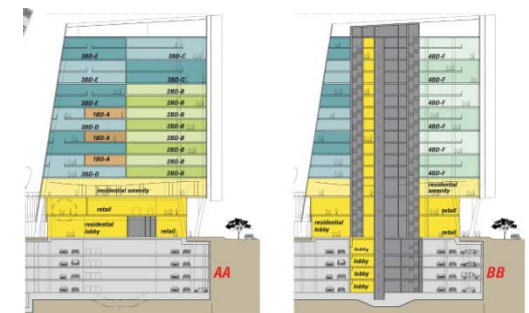 3BD-E 3BD-C
3BD-E 3BD-C
3BD-E 2BD-B
1BD-A 2BD-B
3BD-D 2BD-B
1BD-A 2BD-B
3BD-E 2BD-B
1BD-A 2BD-B
3BD-D 2BD-B
residential amenity
retail
residential
lobby
retail
AA
4BD-F
4BD-F
4BD-F
4BD-F
4BD-F
4BD-F
residential
amenity
retail
residential
lobby
retail
lobby
lobby
lobby
lobby
BB